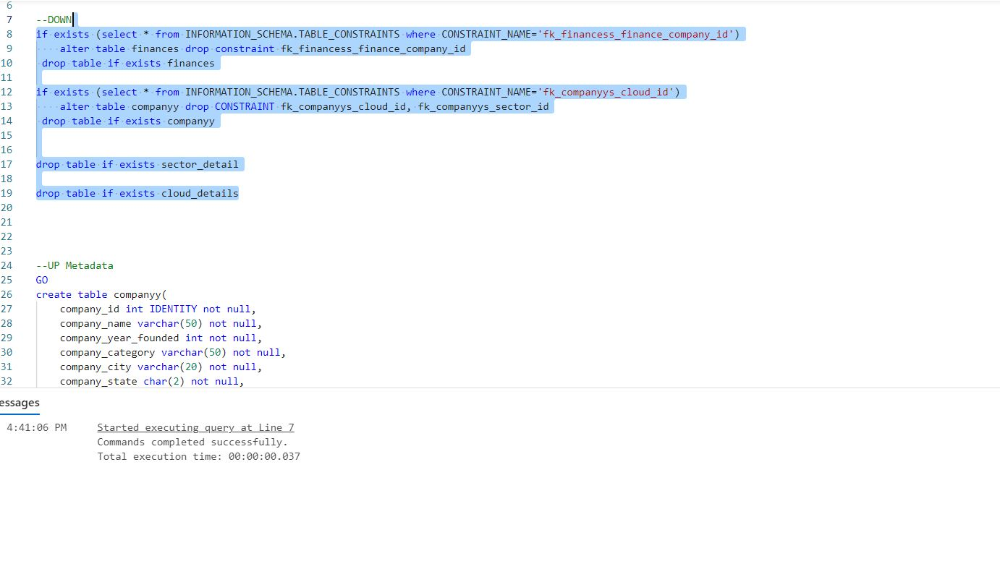 6
7 --DOWN
8 if exists (select * from INFORMATION_SCHEMA.TABLE_CONSTRAINTS where CONSTRAINT_NAME='fk_financess_finance_company_id')
9 ····alter table finances drop constraint fk_financess_finance_company_id
10 ·drop table if exists finances
11
12 if exists (select * from INFORMATION_SCHEMA.TABLE_CONSTRAINTS where CONSTRAINT_NAME='fk_companyys_cloud_id')
13 ····alter table companyy drop CONSTRAINT fk_companyys_cloud_id, fk_companyys_sector_id
14 ·drop table if exists companyy
15
16
17 drop table if exists sector_detail
18
19 drop table if exists cloud_details
20
21
22
23
24 --UP Metadata
25 GO
26 create table companyy(
27 company_id int IDENTITY not null,
28 company_name varchar(50) not null,
29 company_year_founded int not null,
30 company_category varchar(50) not null,
31 company_city varchar(20) not null,
32 company_state char(2) not null,
essages
4:41:06 PM Started executing query at Line 7
Commands completed successfully.
Total execution time: 00:00:00.037